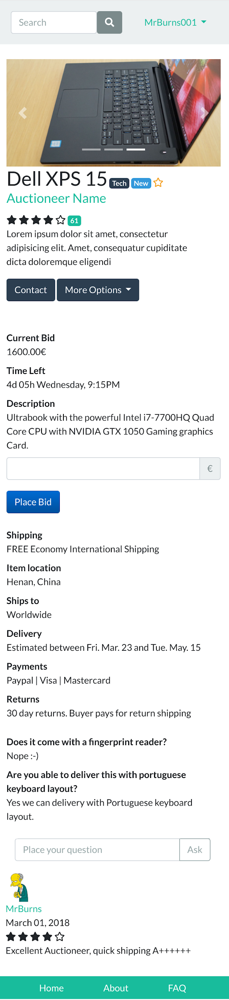 Search
MrBurns001
Dell XPS 15 Tech New
Auctioneer Name
61
Lorem ipsum dolor sit amet, consectetur
adipisicing elit. Amet, consequatur cupiditate
dicta doloremque eligendi
Contact More Options
Current Bid
1600.00€
Time Left
4d 05h Wednesday, 9:15PM
Description
Ultrabook with the powerful Intel i7-7700HQ Quad
Core CPU with NVIDIA GTX 1050 Gaming graphics
Card.
€
Place Bid
Shipping
FREE Economy International Shipping
Item location
Henan, China
Ships to
Worldwide
Delivery
Estimated between Fri. Mar. 23 and Tue. May. 15
Payments
Paypal | Visa | Mastercard
Returns
30 day returns. Buyer pays for return shipping
Does it come with a fingerprint reader?
Nope :-)
Are you able to deliver this with portuguese
keyboard layout?
Yes we can delivery with Portuguese keyboard
layout.
Place your question Ask
MrBurns
March 01, 2018
Excellent Auctioneer, quick shipping A++++++
Home About FAQ